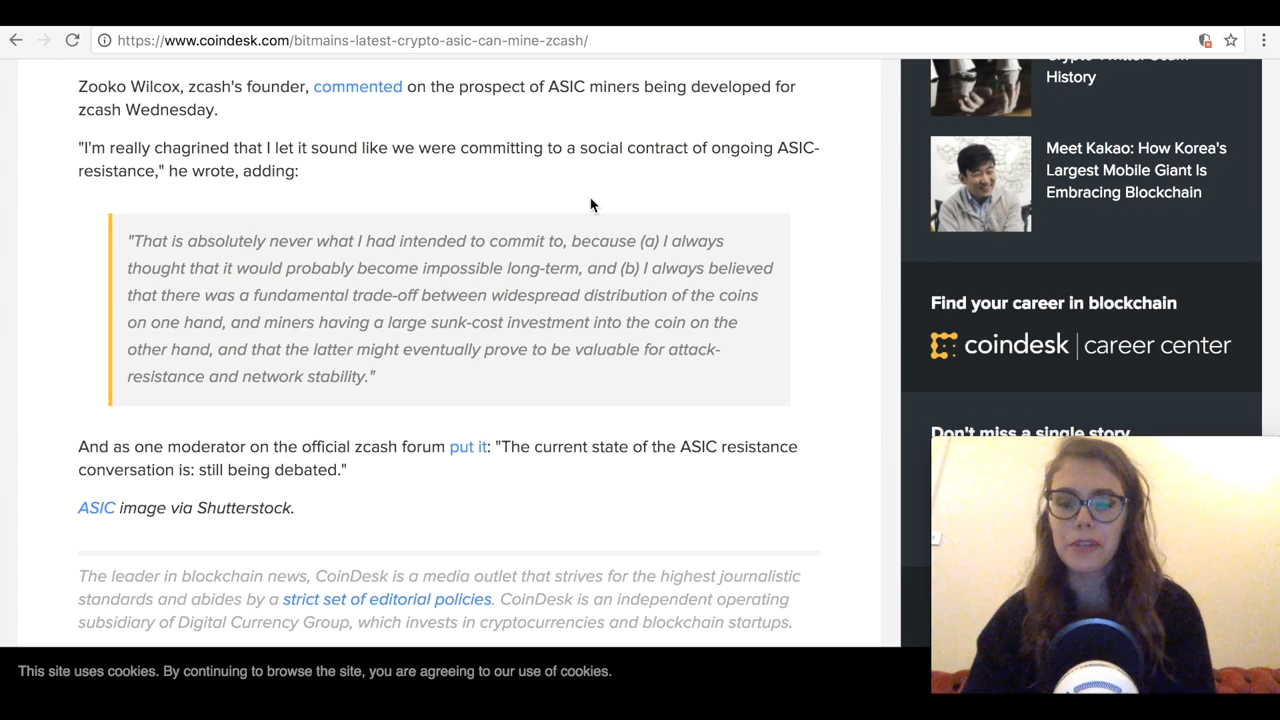 https://www.coindesk.com/bitmains-latest-crypto-asic-can-mine-zcash/
Zooko Wilcox, zcash's founder, commented on the prospect of ASIC miners being developed for
zcash Wednesday.
"I'm really chagrined that I let it sound like we were committing to a social contract of ongoing ASIC-
resistance," he wrote, adding:
"That is absolutely never what I had intended to commit to, because (a) I always
thought that it would probably become impossible long-term, and (b) I always believed
that there was a fundamental trade-off between widespread distribution of the coins
on one hand, and miners having a large sunk-cost investment into the coin on the
other hand, and that the latter might eventually prove to be valuable for attack-
resistance and network stability."
And as one moderator on the official zcash forum put it: "The current state of the ASIC resistance
conversation is: still being debated."
ASIC image via Shutterstock.
The leader in blockchain news, CoinDesk is a media outlet that strives for the highest journalistic
standards and abides by a strict set of editorial policies. CoinDesk is an independent operating
subsidiary of Digital Currency Group, which invests in cryptocurrencies and blockchain startups.
Crypto Twitter Scam
History
Meet Kakao: How Korea's
Largest Mobile Giant Is
Embracing Blockchain
Find your career in blockchain
coindesk | career center
Don't miss a single story
This site uses cookies. By continuing to browse the site, you are agreeing to our use of cookies.